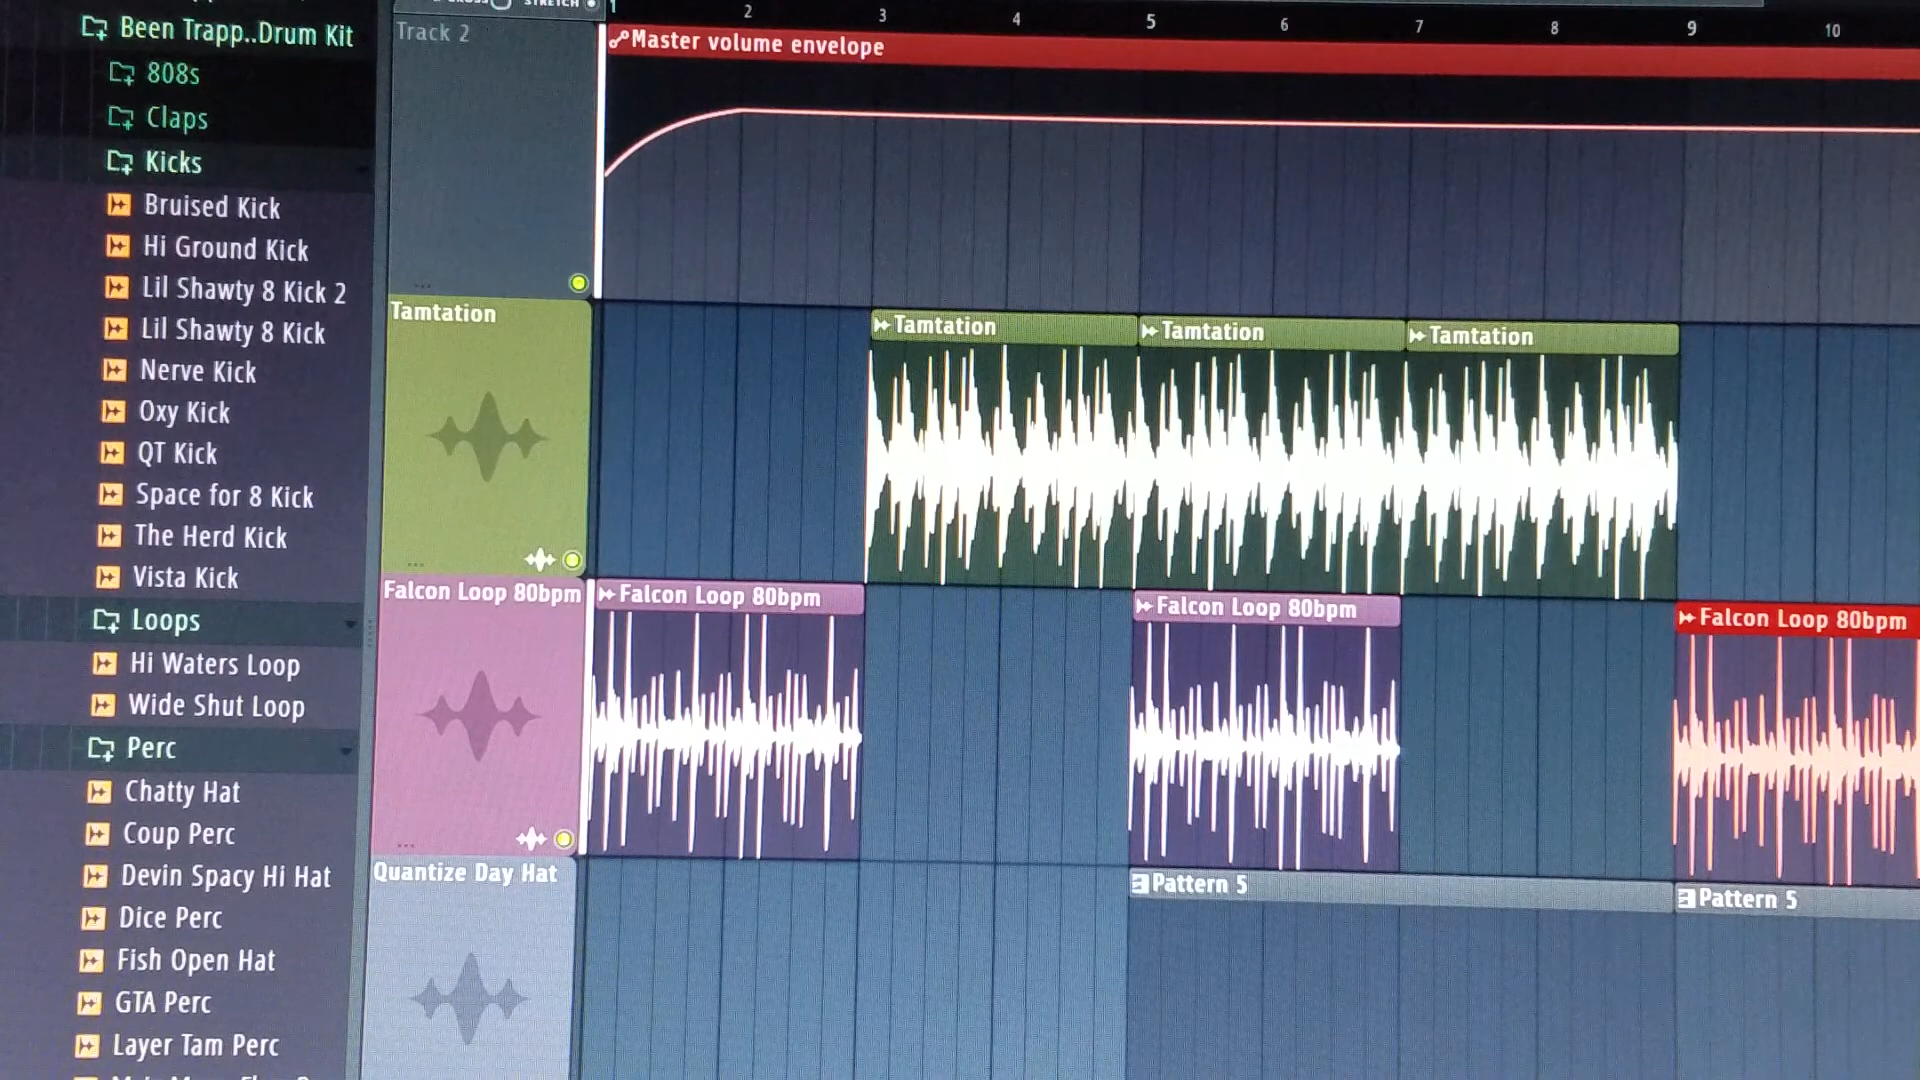 STRETCH
1 2 3 4 5 6 7 8 9 10
Been Trapp..Drum Kit
808s
Claps
Kicks
Bruised Kick
Hi Ground Kick
Lil Shawty 8 Kick 2
Lil Shawty 8 Kick
Nerve Kick
Oxy Kick
QT Kick
Space for 8 Kick
The Herd Kick
Vista Kick
Loops
Hi Waters Loop
Wide Shut Loop
Perc
Chatty Hat
Coup Perc
Devin Spacy Hi Hat
Dice Perc
Fish Open Hat
GTA Perc
Layer Tam Perc
Track 2
Master volume envelope
Tamtation
Tamtation
Tamtation
Tamtation
Falcon Loop 80bpm
Falcon Loop 80bpm
Falcon Loop 80bpm
Falcon Loop 80bpm
Quantize Day Hat
Pattern 5
Pattern 5